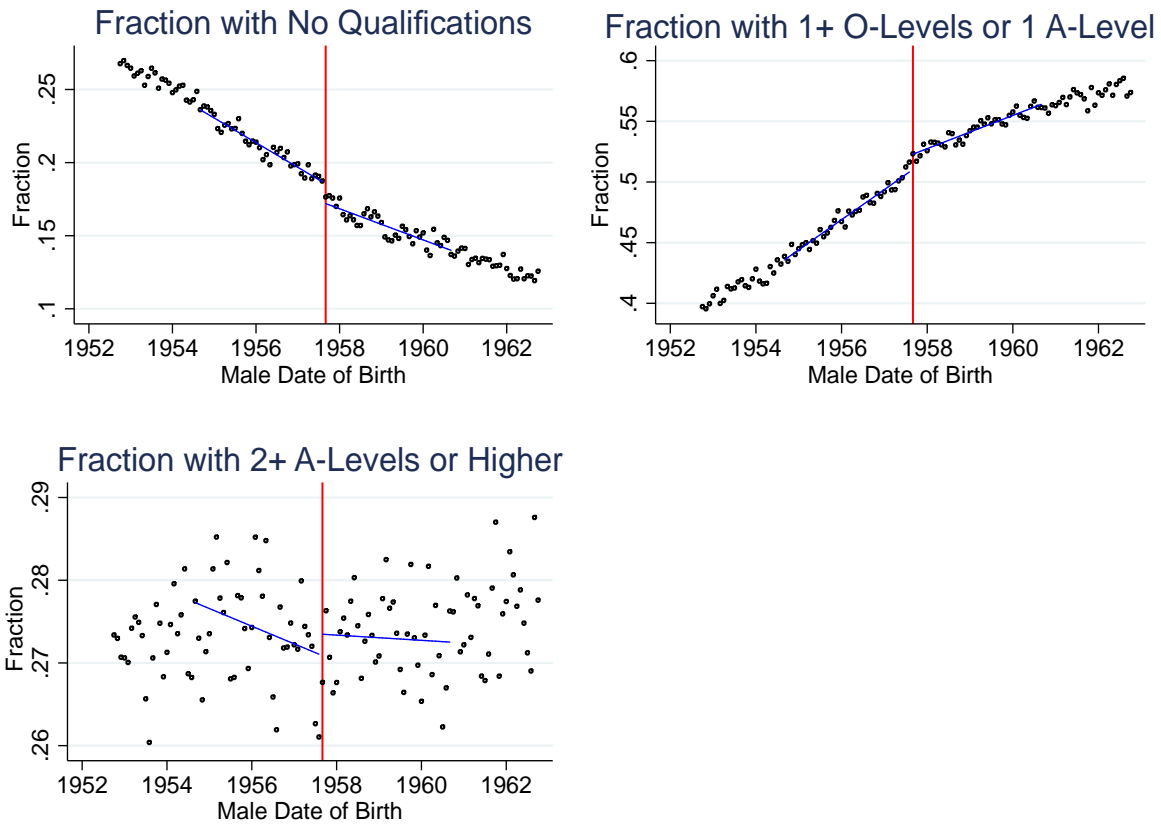 Fraction with No Qualifications
Fraction
.25
.2
.15
.1
1952 1954 1956 1958 1960 1962
Male Date of Birth
Fraction with 1+ O-Levels or 1 A-Level
Fraction
.6
.55
.5
.45
.4
1952 1954 1956 1958 1960 1962
Male Date of Birth
Fraction with 2+ A-Levels or Higher
Fraction
.29
.28
.27
.26
1952 1954 1956 1958 1960 1962
Male Date of Birth